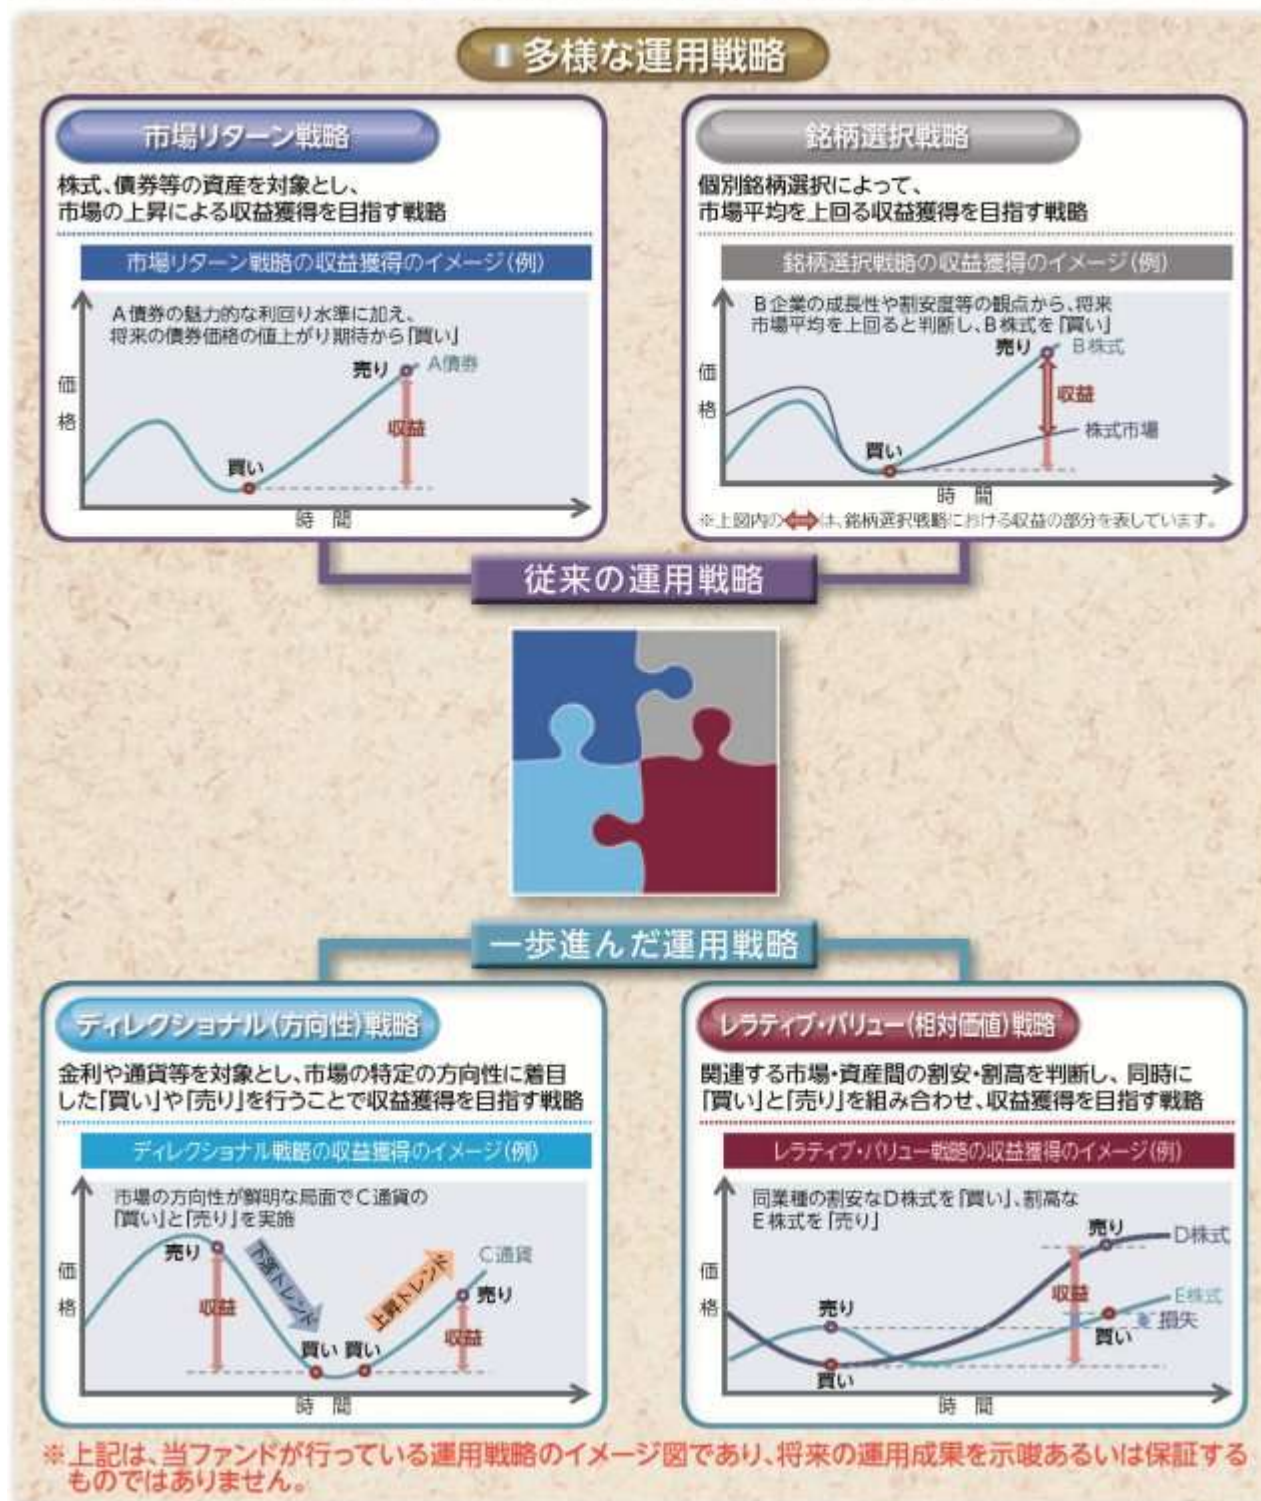 多様な運用戦略
市場リターン戦略
株式、債券等の資産を対象とし、
市場の上昇による収益獲得を目指す戦略
市場リターン戦略の収益獲得のイメージ(例)
A債券の魅力的な利回り水準に加え、
将来の債券価格の値上がり期待から「買い」
売り
A債券
価格
収益
買い
時間
銘柄選択戦略
個別銘柄選択によって、
市場平均を上回る収益獲得を目指す戦略
銘柄選択戦略の収益獲得のイメージ(例)
B企業の成長性や割安度等の観点から、将来
市場平均を上回ると判断し、B株式を「買い」
売り
B株式
価格
収益
株式市場
買い
時間
※上図内の⇔は、銘柄選択戦略における収益の部分を表しています。
従来の運用戦略
一歩進んだ運用戦略
ディレクショナル(方向性)戦略
金利や通貨等を対象とし、市場の特定の方向性に着目
した「買い」や「売り」を行うことで収益獲得を目指す戦略
ディレクショナル戦略の収益獲得のイメージ(例)
市場の方向性が鮮明な局面でC通貨の
「買い」と「売り」を実施
売り
下落トレンド
上昇トレンド
C通貨
価格
収益
売り
買い
買い
収益
時間
レラティブ・バリュー(相対価値)戦略
関連する市場・資産間の割安・割高を判断し、同時に
「買い」と「売り」を組み合わせ、収益獲得を目指す戦略
レラティブ・バリュー戦略の収益獲得のイメージ(例)
同業種の割安なD株式を「買い」、割高な
E株式を「売り」
売り
D株式
価格
収益
E株式
売り
損失
買い
買い
時間
※上記は、当ファンドが行っている運用戦略のイメージ図であり、将来の運用成果を示唆あるいは保証する
ものではありません。